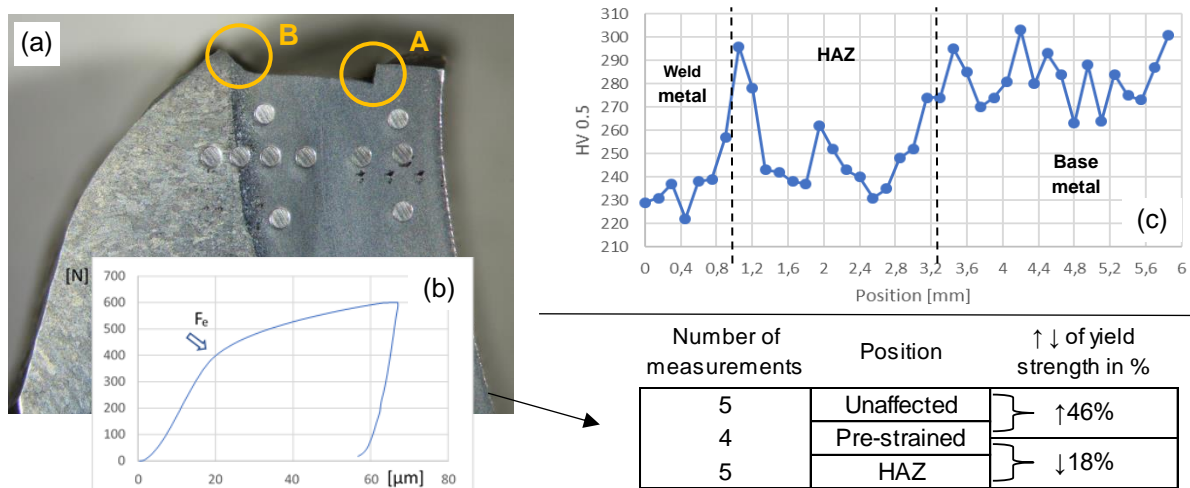 (a)
B
A
[N]
(b)
700
600
500
400
300
200
100
0
Fe
0
20
40
60
80
[µm]
310
300
290
280
270
260
250
240
230
220
210
HV 0.5
Weld
metal
HAZ
Base
metal
(c)
0 0,4 0,8 1,2 1,6 2 2,4 2,8 3,2 3,6 4 4,4 4,8 5,2 5,6 6
Position [mm]
Number of
measurements
Position
↑ ↓ of yield
strength in %
5 Unaffected
↑46%
4 Pre-strained
↓18%
5 HAZ